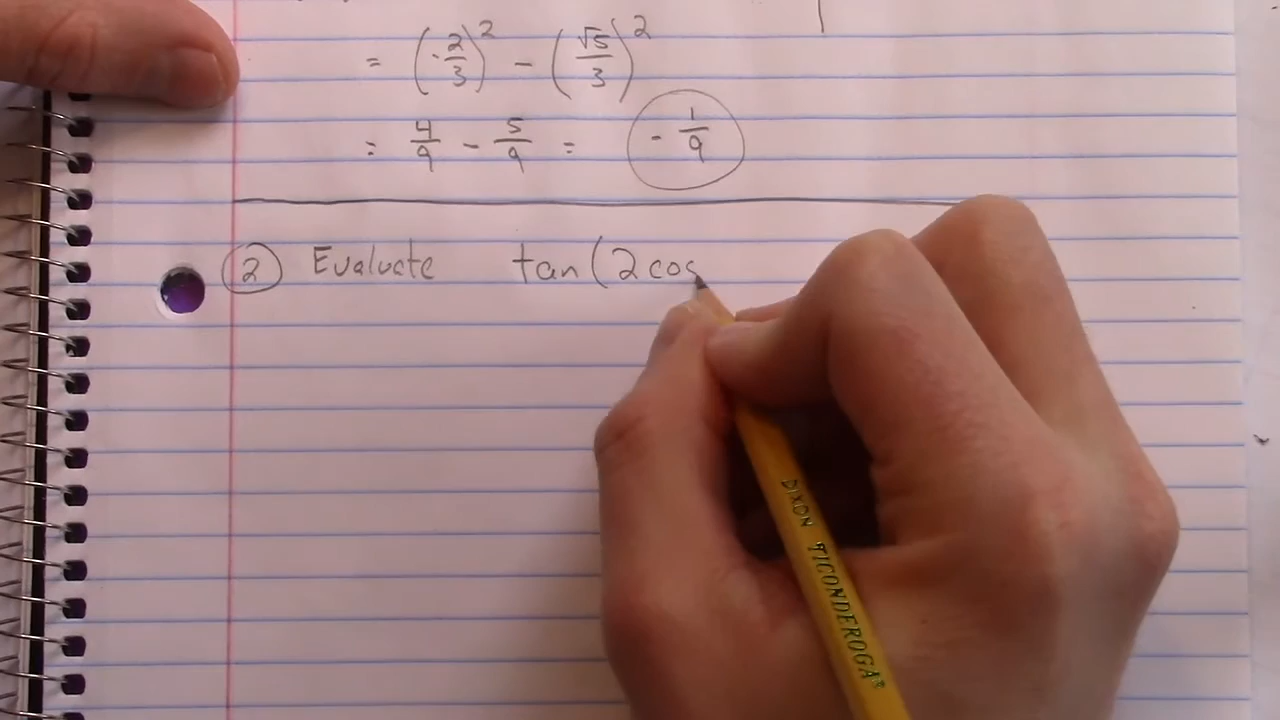 = (-2/3)² - (√5/3)²
= 4/9 - 5/9 = -1/9
② Evaluate tan(2cos
DIXON TICONDEROGA®